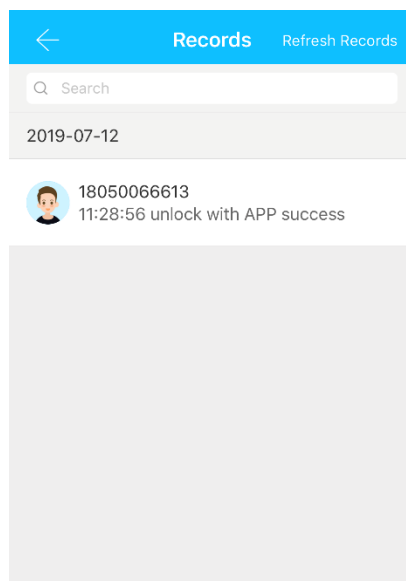 Records Refresh Records
Search
2019-07-12
18050066613
11:28:56 unlock with APP success